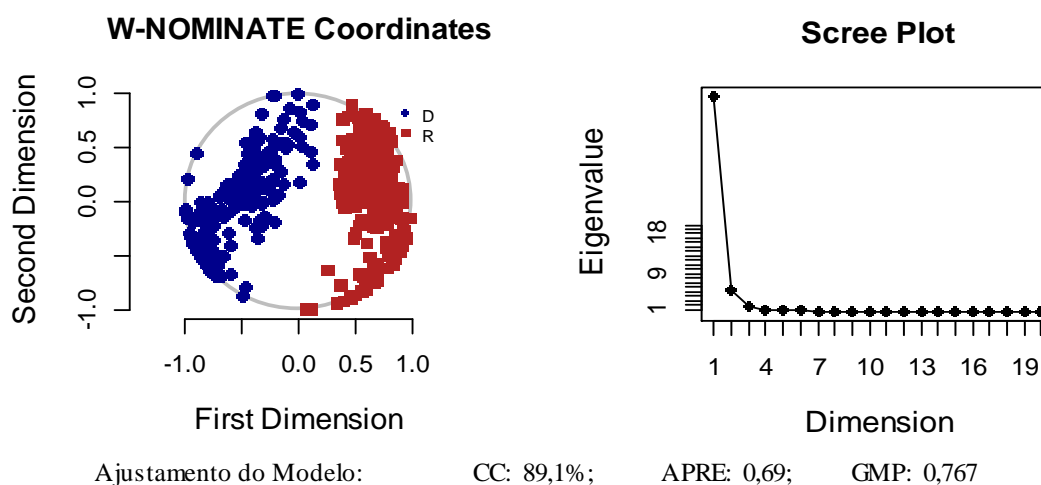 W-NOMINATE Coordinates
Second Dimension
1.0
0.5
0.0
-1.0
D
R
-1.0
0.0
0.5
1.0
First Dimension
Scree Plot
Eigenvalue
18
9
1
1
4
7
10
13
16
19
Dimension
Ajustamento do Modelo: CC: 89,1%; APRE: 0,69; GMP: 0,767